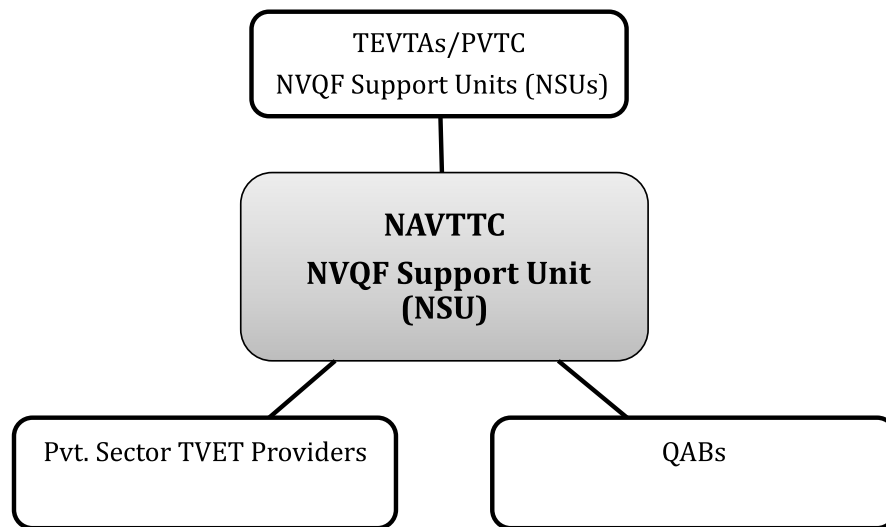 TEVTAs/PVTC
NVQF Support Units (NSUs)
NAVTTC
NVQF Support Unit
(NSU)
Pvt. Sector TVET Providers
QABs